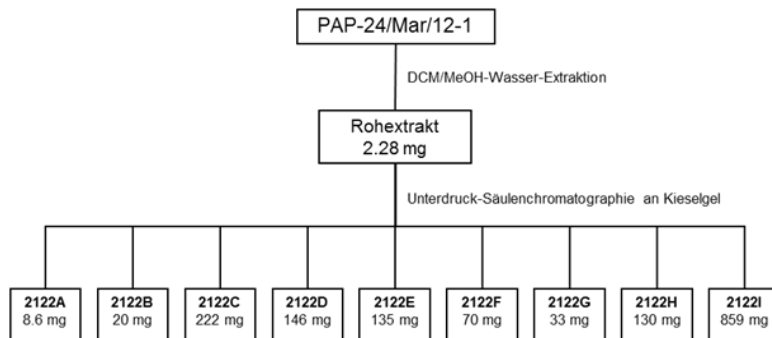 PAP-24/Mar/12-1
DCM/MeOH-Wasser-Extraktion
Rohextrakt
2.28 mg
Unterdruck-Säulenchromatographie an Kieselgel
2122A 2122B 2122C 2122D 2122E 2122F 2122G 2122H 2122I
8.6 mg 20 mg 222 mg 146 mg 135 mg 70 mg 33 mg 130 mg 859 mg